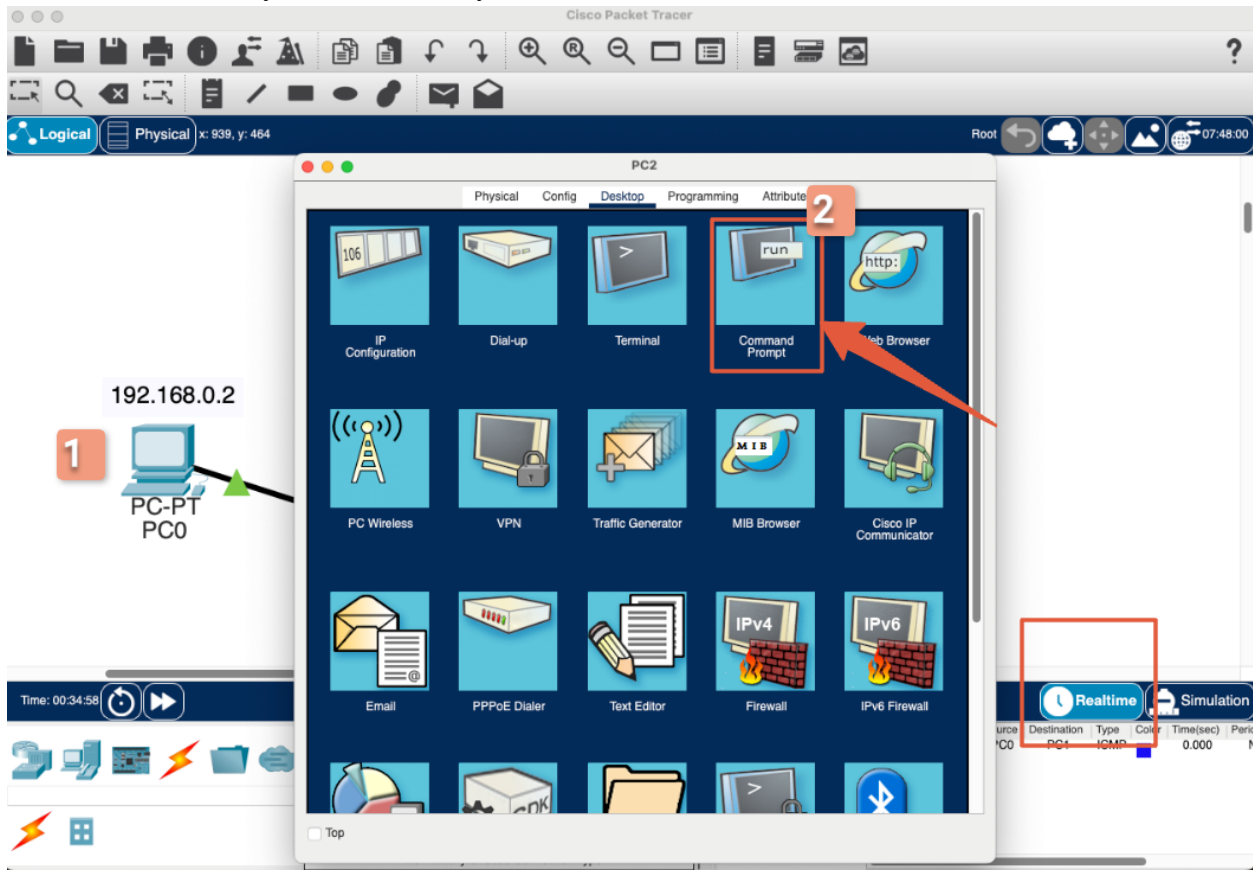 Cisco Packet Tracer
?
Logical Physical x: 939, y: 464 Root 07:48:00
PC2
Physical Config Desktop Programming Attribute
2
106
>
run
http:
IP
Configuration
Dial-up
Terminal
Command
Prompt
Web Browser
192.168.0.2
1
PC-PT
PC0
MIB
PC Wireless
VPN
Traffic Generator
MIB Browser
Cisco IP
Communicator
@
IPv4
IPv6
Email
PPPoE Dialer
Text Editor
Firewall
IPv6 Firewall
Time: 00:34:58
Realtime
Simulation
Destination Type Color Time(sec)
PC1 ICMP 0.000
>
Top